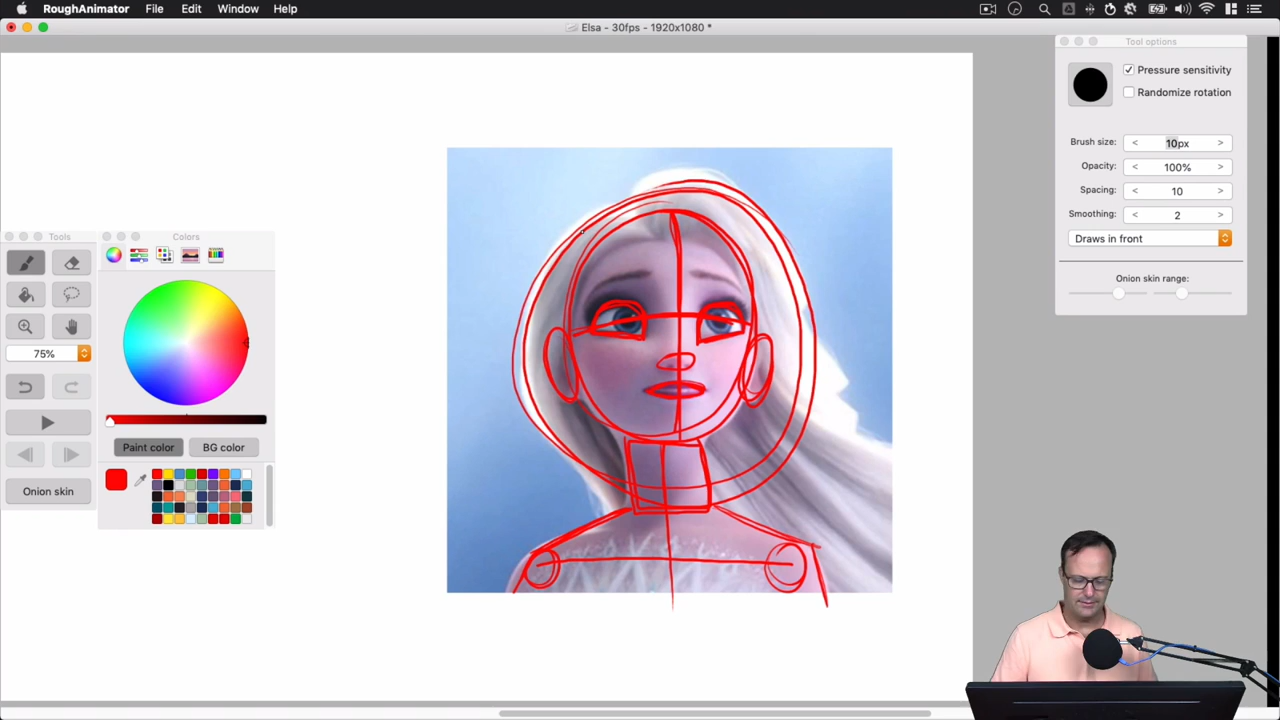 RoughAnimator File Edit Window Help
Elsa - 30fps - 1920x1080 *
Tool options
Pressure sensitivity
Randomize rotation
Brush size: < 10px >
Opacity: < 100% >
Spacing: < 10 >
Smoothing: < 2 >
Draws in front
Onion skin range:
Tools
75%
Onion skin
Colors
Paint color
BG color